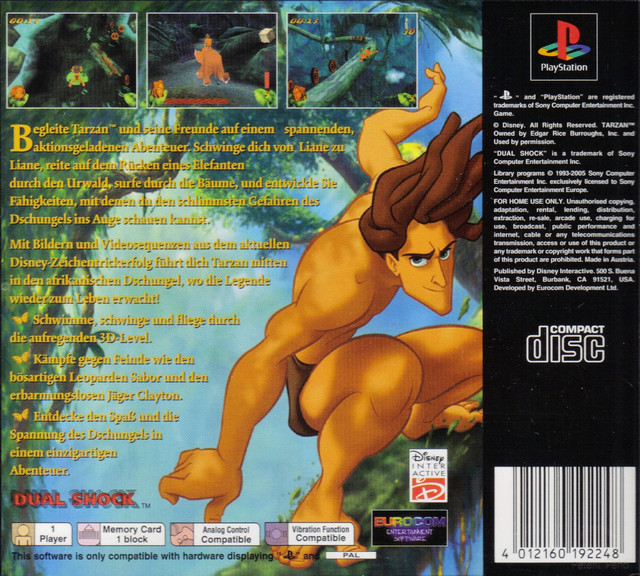 Begleite Tarzan™ und seine Freunde auf einem spannenden,
aktionsgeladenen Abenteuer. Schwinge dich von Liane zu
Liane, reite auf dem Rücken eines Elefanten
durch den Urwald, surfe durch die Bäume, und entwickle Sie
Fähigkeiten, mit denen du den schlimmsten Gefahren des
Dschungels ins Auge schauen kannst.
Mit Bildern und Videosequenzen aus dem aktuellen
Disney-Zeichentrickerfolg führt dich Tarzan mitten
in den afrikanischen Dschungel, wo die Legende
wieder zum Leben erwacht!
Schwimme, schwinge und fliege durch
die aufregenden 3D-Level.
Kämpfe gegen Feinde wie den
bösartigen Leoparden Sabor und den
erbarmungslosen Jäger Clayton.
Entdecke den Spaß und die
Spannung des Dschungels in
einem einzigartigen
Abenteuer.
DUAL SHOCK™
1
Player
Memory Card
1 block
Analog Control
Compatible
Vibration Function
Compatible
This software is only compatible with hardware displaying " " and PAL
DISNEY
INTER
ACTIVE
EUROCOM
ENTERTAINMENT
SOFTWARE
PlayStation
" " and "PlayStation" are registered
trademarks of Sony Computer Entertainment Inc.
Game.
© Disney. All Rights Reserved. TARZAN™
Owned by Edgar Rice Burroughs, Inc. and
Used by permission.
"DUAL SHOCK" is a trademark of Sony
Computer Entertainment Inc.
Library programs © 1993-2005 Sony Computer
Entertainment Inc. exclusively licensed to Sony
Computer Entertainment Europe.
FOR HOME USE ONLY. Unauthorised copying,
adaptation, rental, lending, distribution,
extraction, re-sale, arcade use, charging for
use, broadcast, public performance and
internet, cable or any telecommunications
transmission, access or use of this product or
any trademark or copyright work that forms part
of this product are prohibited. Made in Austria.
Published by Disney Interactive. 500 S. Buena
Vista Street, Burbank, CA 91521, USA.
Developed by Eurocom Development Ltd.
COMPACT
disc
4 012160 192248